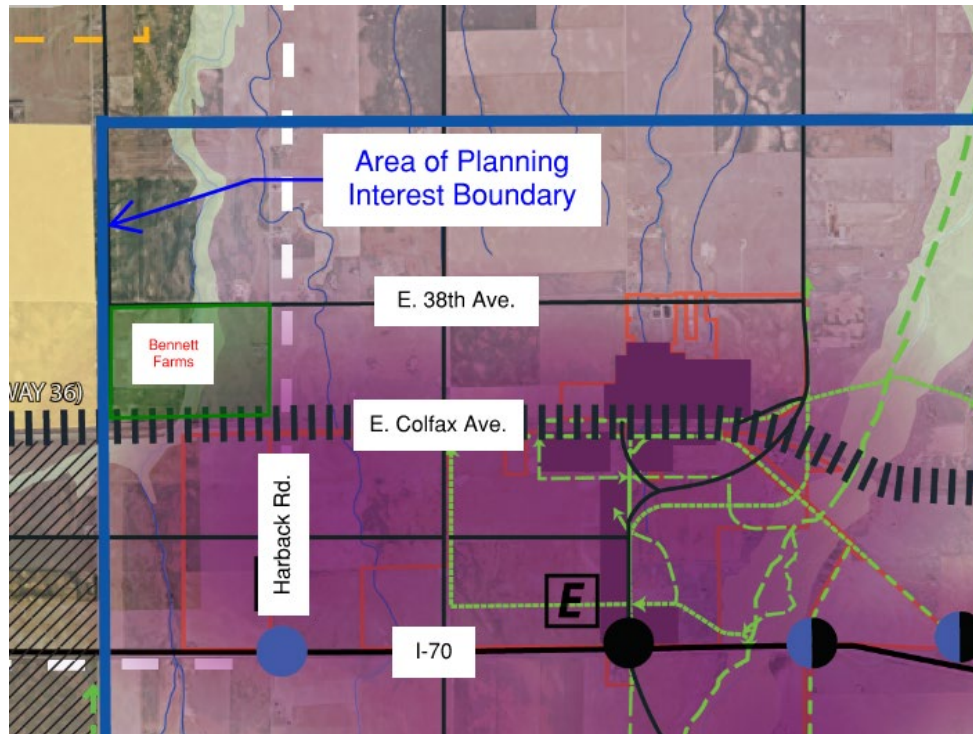 Area of Planning
Interest Boundary
E. 38th Ave.
Bennett
Farms
WAY 36)
E. Colfax Ave.
Harback Rd.
E
I-70